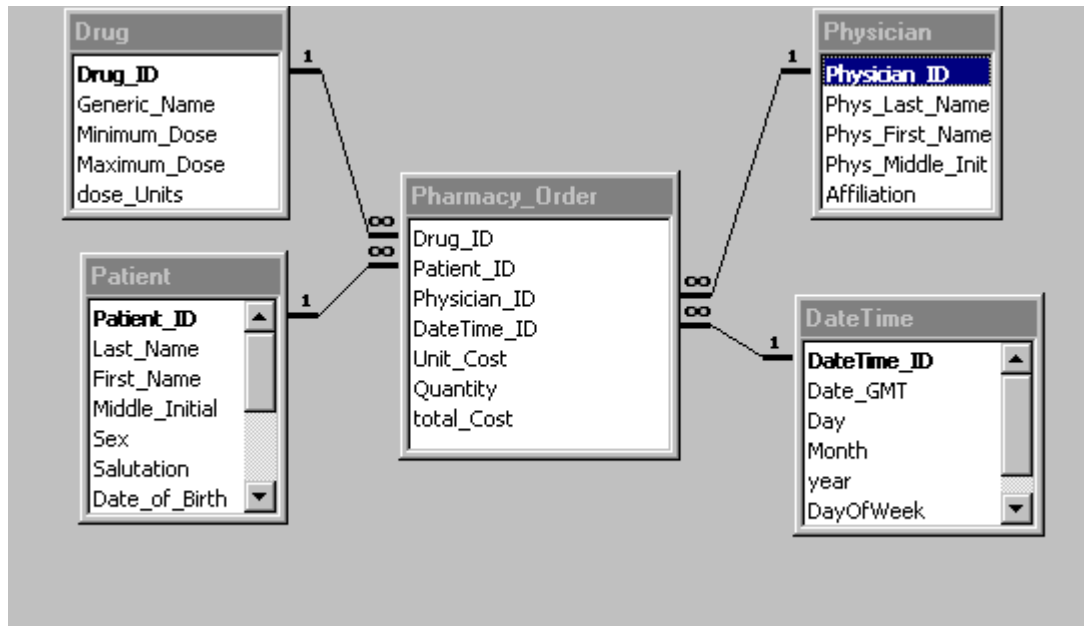 Drug
Drug_ID
Generic_Name
Minimum_Dose
Maximum_Dose
dose_Units
Patient
Patient_ID
Last_Name
First_Name
Middle_Initial
Sex
Salutation
Date_of_Birth
Pharmacy_Order
Drug_ID
Patient_ID
Physician_ID
DateTime_ID
Unit_Cost
Quantity
total_Cost
Physician
Physician_ID
Phys_Last_Name
Phys_First_Name
Phys_Middle_Init
Affiliation
DateTime
DateTime_ID
Date_GMT
Day
Month
year
DayOfWeek
1
∞
1
∞
1
∞
1
∞